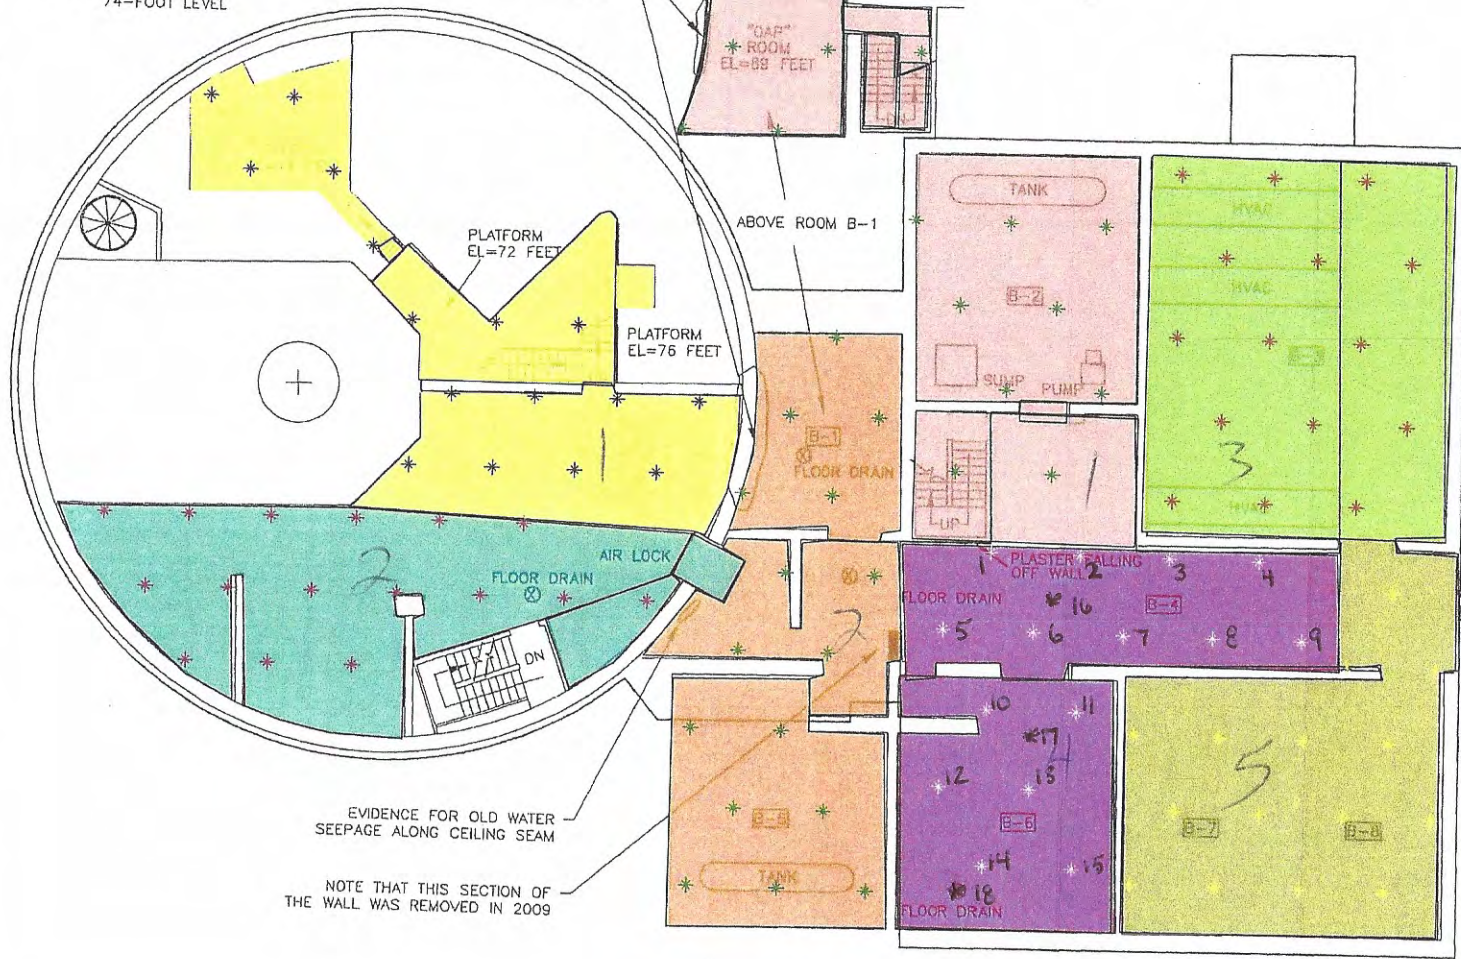 74-FOOT LEVEL
"OAP"
ROOM
EL=89 FEET
DN
ABOVE ROOM B-1
TANK
B-2
SUMP
PUMP
HVAC
HVAC
3
PLATFORM
EL=72 FEET
PLATFORM
EL=76 FEET
1
B-1
FLOOR DRAIN
UP
1
2
AIR LOCK
FLOOR DRAIN
DN
2
PLASTER FALLING
OFF WALL
FLOOR DRAIN
B-4
1
2
3
4
16
5
6
7
8
9
10
11
17
4
12
13
B-6
14
15
18
FLOOR DRAIN
5
B-7
B-8
TANK
EVIDENCE FOR OLD WATER
SEEPAGE ALONG CEILING SEAM
NOTE THAT THIS SECTION OF
THE WALL WAS REMOVED IN 2009